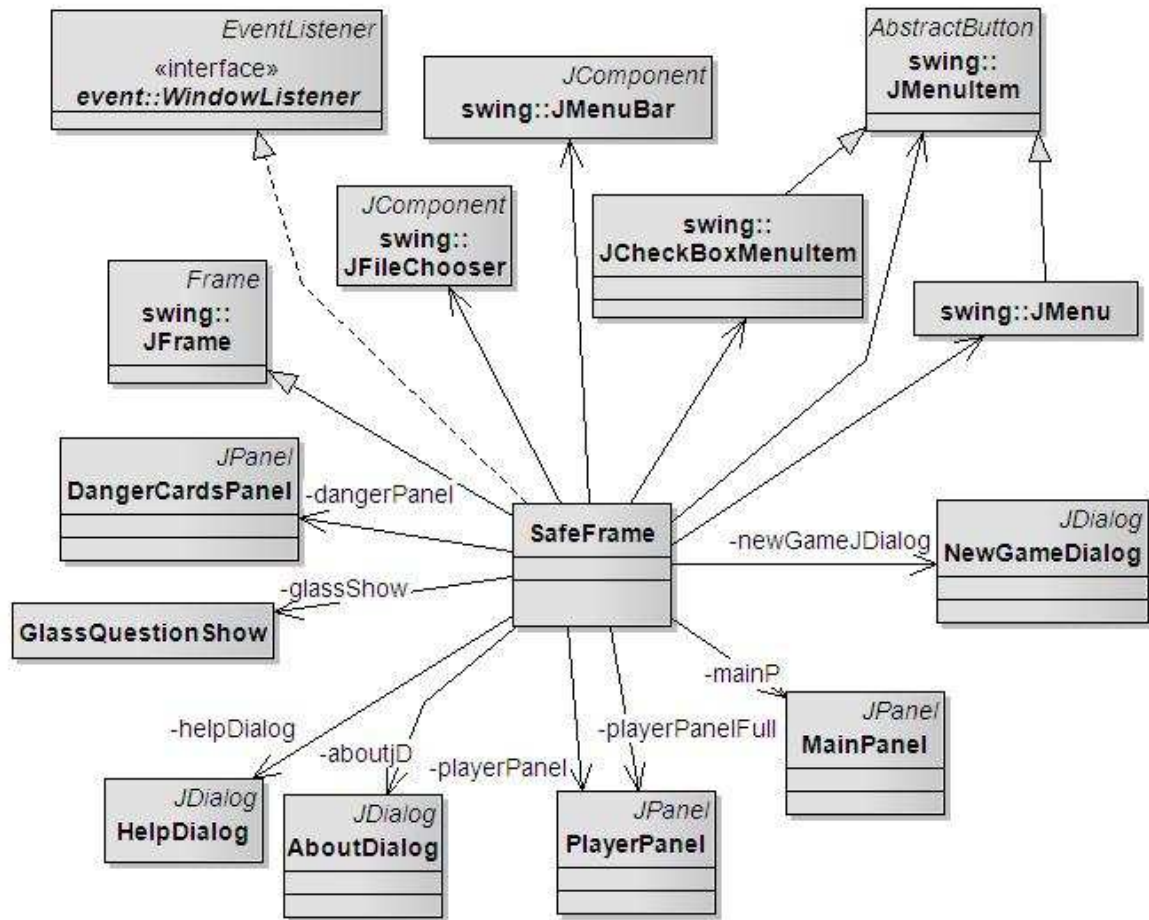 EventListener
«interface»
event::WindowListener
JComponent
swing::JMenuBar
AbstractButton
swing::
JMenuItem
JComponent
swing::
JFileChooser
swing::
JCheckBoxMenuItem
Frame
swing::
JFrame
swing::JMenu
JPanel
DangerCardsPanel
-dangerPanel
SafeFrame
-newGameJDialog
JDialog
NewGameDialog
-glassShow
GlassQuestionShow
-mainP
JPanel
MainPanel
-helpDialog
-aboutjD
-playerPanel
-playerPanelFull
JDialog
HelpDialog
JDialog
AboutDialog
JPanel
PlayerPanel